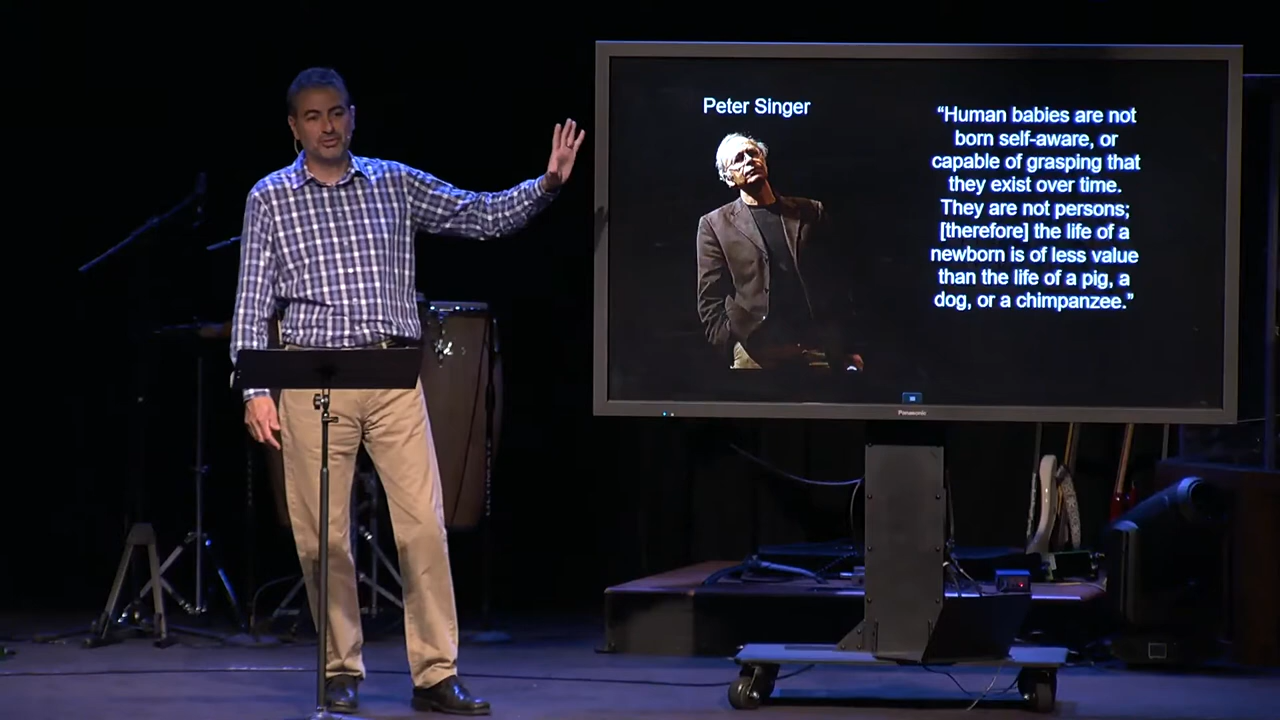 Peter Singer
“Human babies are not
born self-aware, or
capable of grasping that
they exist over time.
They are not persons;
[therefore] the life of a
newborn is of less value
than the life of a pig, a
dog, or a chimpanzee.”
Panasonic